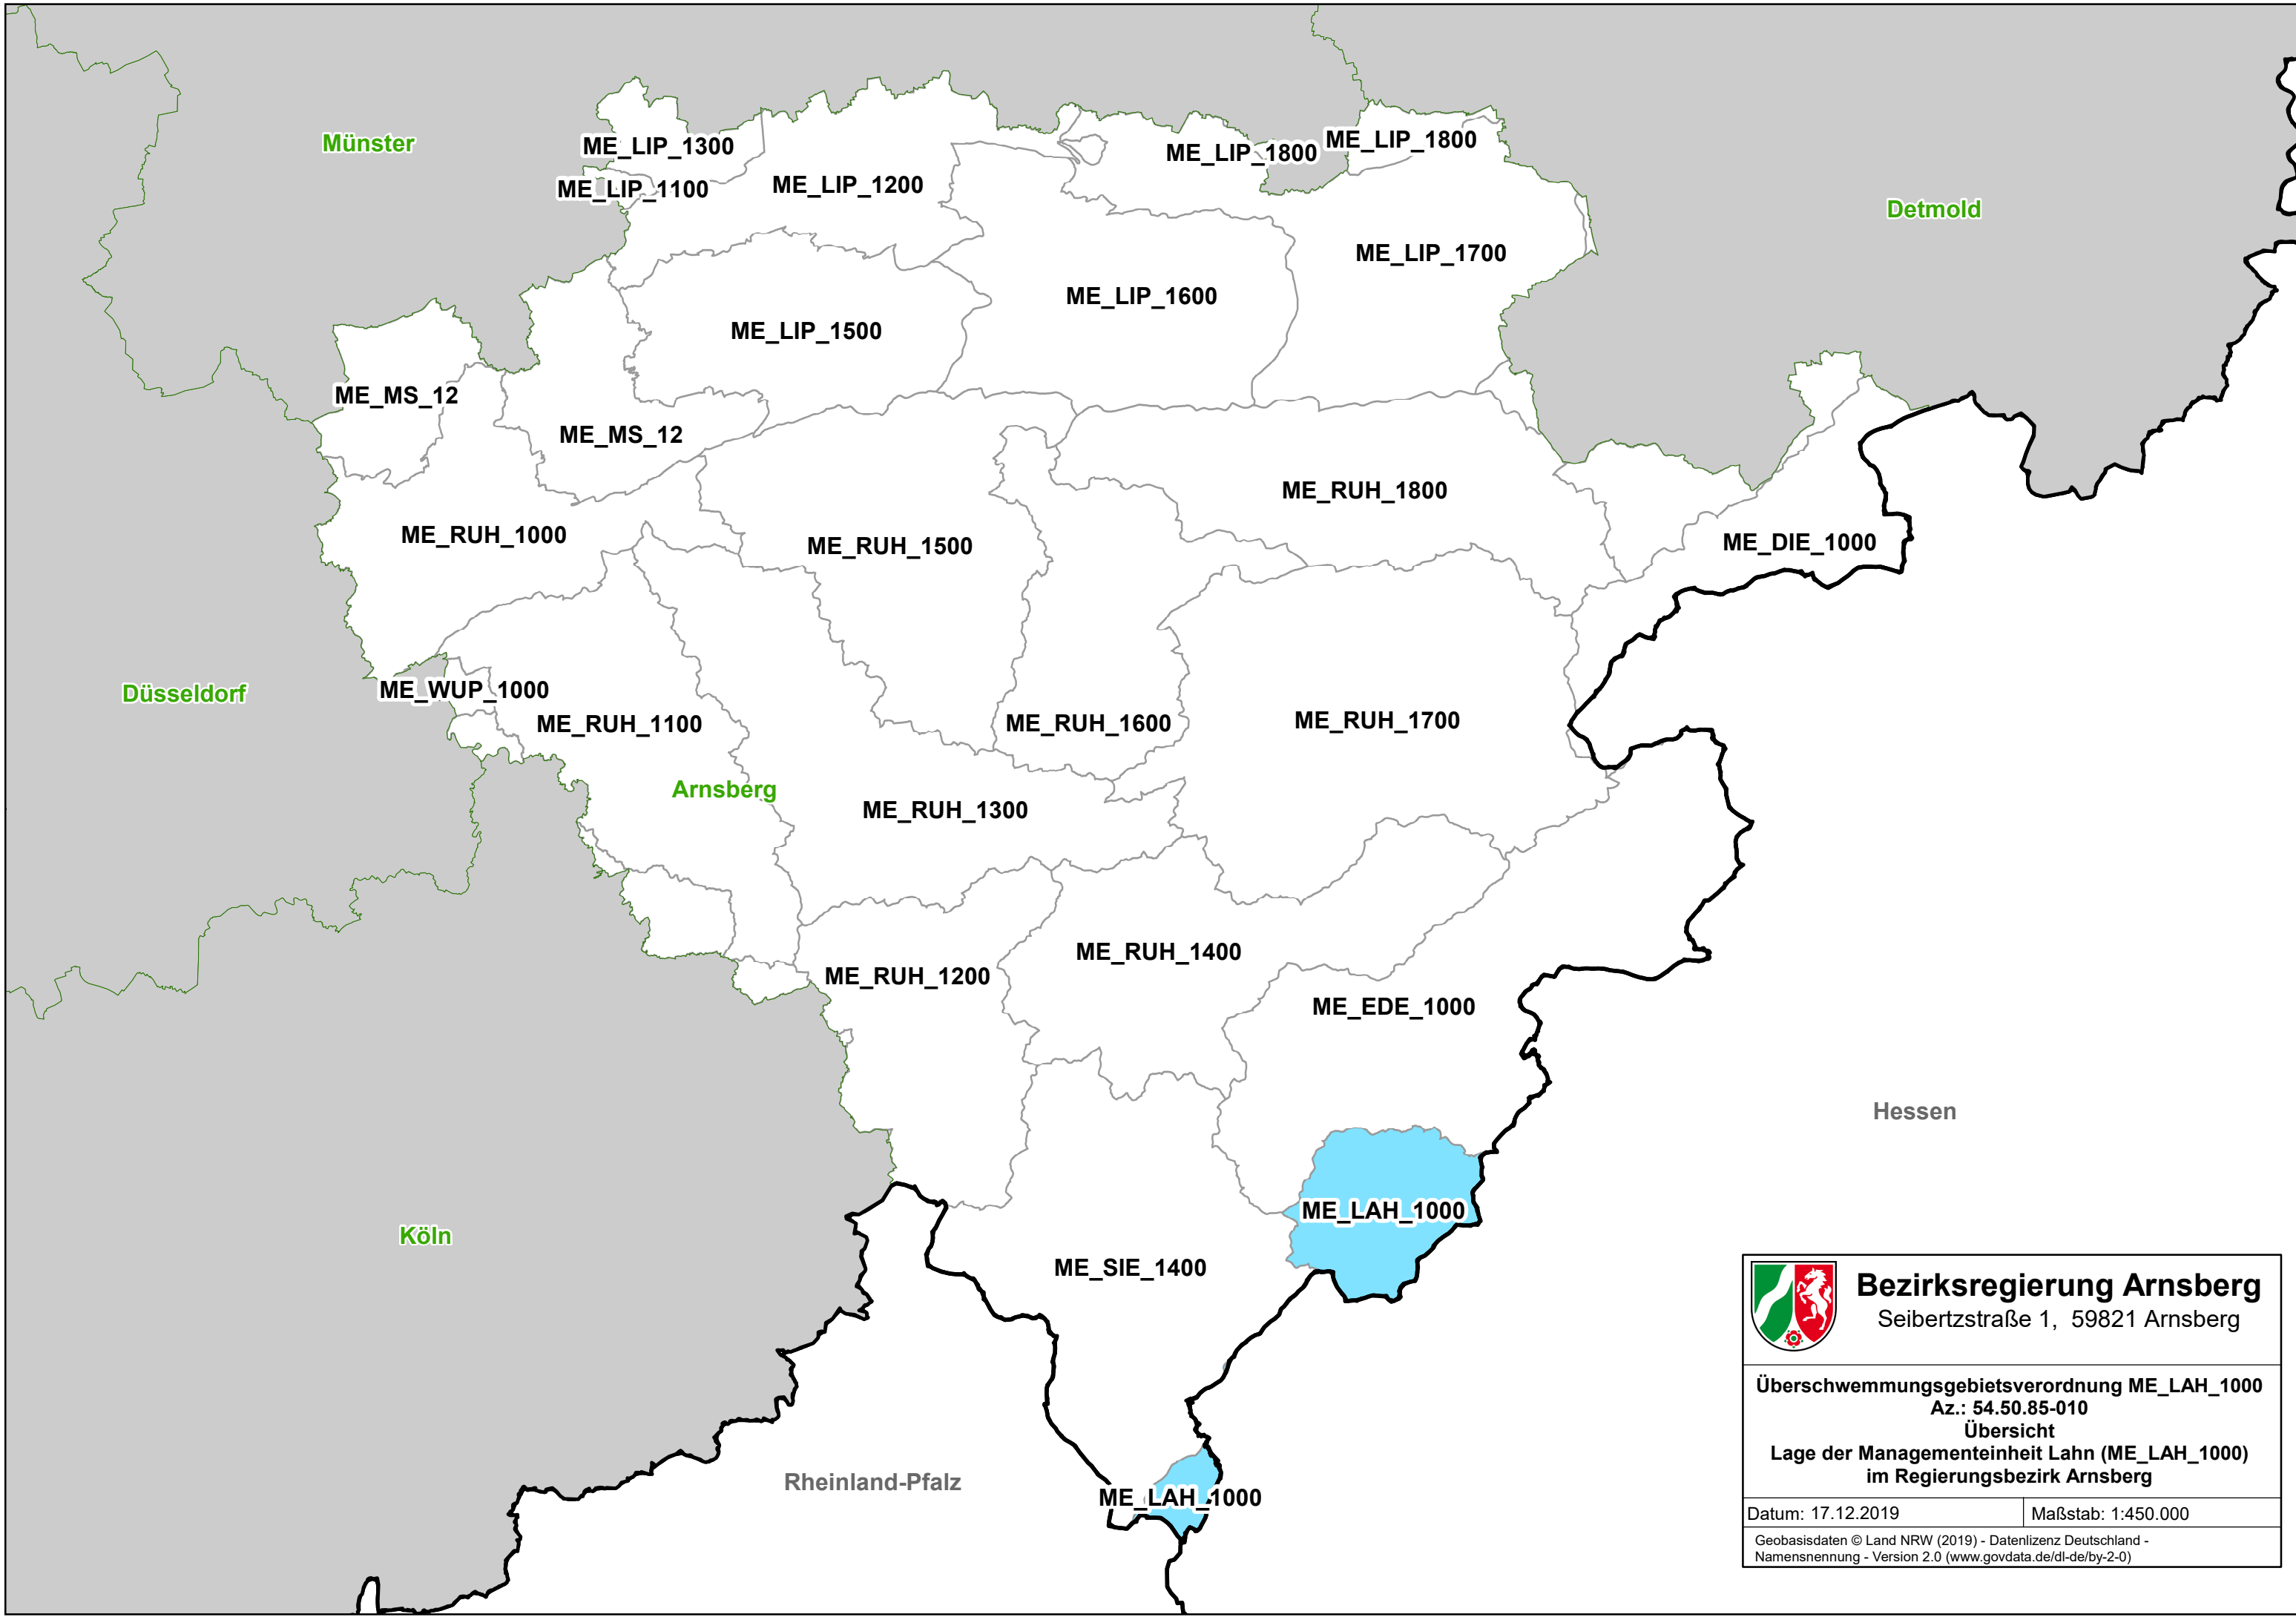 Münster
ME_LIP_1300
ME_LIP_1800
ME_LIP_1800
ME_LIP_1100
ME_LIP_1200
Detmold
ME_LIP_1700
ME_LIP_1600
ME_LIP_1500
ME_MS_12
ME_MS_12
ME_RUH_1800
ME_RUH_1000
ME_RUH_1500
ME_DIE_1000
Düsseldorf
ME_WUP_1000
ME_RUH_1100
ME_RUH_1600
ME_RUH_1700
Arnsberg
ME_RUH_1300
ME_RUH_1400
ME_RUH_1200
ME_EDE_1000
Hessen
ME_LAH_1000
Köln
ME_SIE_1400
Rheinland-Pfalz
ME_LAH_1000
Bezirksregierung Arnsberg
Seibertzstraße 1, 59821 Arnsberg
Überschwemmungsgebietsverordnung ME_LAH_1000
Az.: 54.50.85-010
Übersicht
Lage der Managementeinheit Lahn (ME_LAH_1000)
im Regierungsbezirk Arnsberg
Datum: 17.12.2019
Maßstab: 1:450.000
Geobasisdaten © Land NRW (2019) - Datenlizenz Deutschland -
Namensnennung - Version 2.0 (www.govdata.de/dl-de/by-2-0)